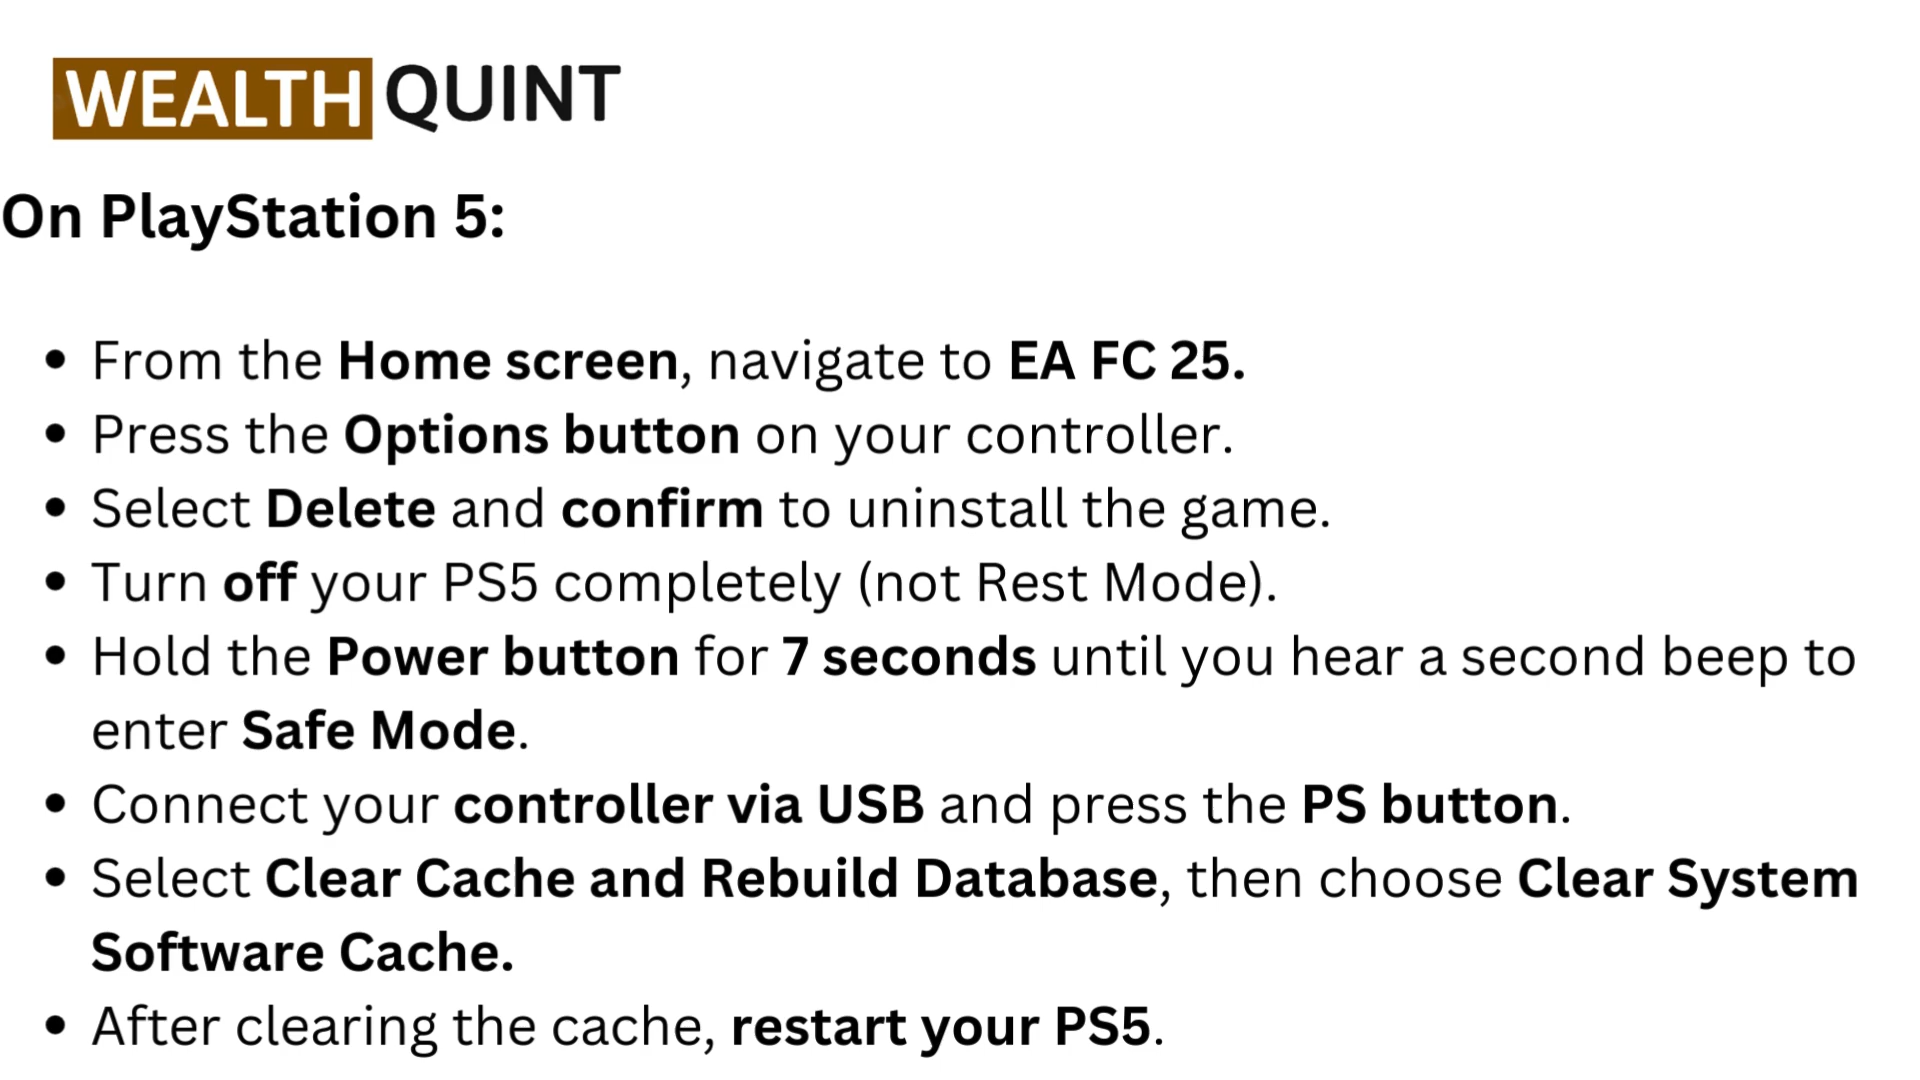 WEALTH QUINT
On PlayStation 5:
• From the Home screen, navigate to EA FC 25.
• Press the Options button on your controller.
• Select Delete and confirm to uninstall the game.
• Turn off your PS5 completely (not Rest Mode).
• Hold the Power button for 7 seconds until you hear a second beep to
enter Safe Mode.
• Connect your controller via USB and press the PS button.
• Select Clear Cache and Rebuild Database, then choose Clear System
Software Cache.
• After clearing the cache, restart your PS5.